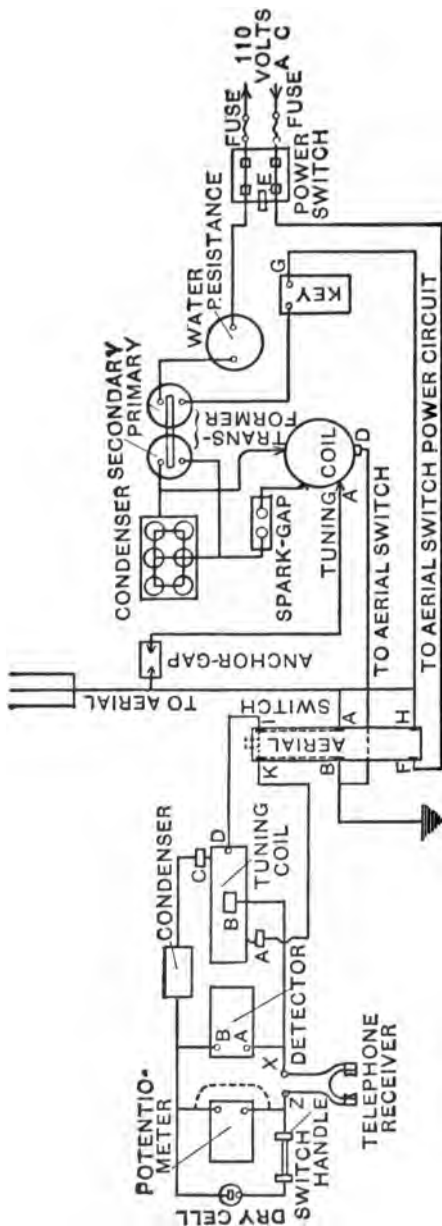 DRY CELL
POTENTIO-
METER
SWITCH
HANDLE
Z
X
TELEPHONE
RECEIVER
DETECTOR
B
A
CONDENSER
C
D
B
A
TUNING
COIL
TO AERIAL
SWITCH
K
I
AERIAL
B
A
F
H
ANCHOR-GAP
CONDENSER
SECONDARY
PRIMARY
TRANS-
FORMER
SPARK-GAP
TUNING COIL
A
D
TO AERIAL SWITCH
TO AERIAL SWITCH POWER CIRCUIT
WATER
RESISTANCE
G
KEY
E
POWER
SWITCH
FUSE
FUSE
110
VOLTS
A C